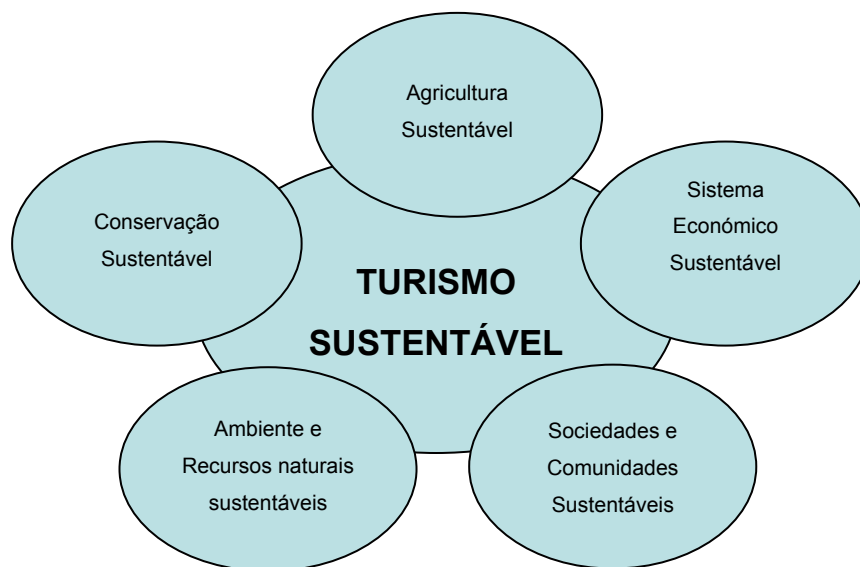 Agricultura
Sustentável
Conservação
Sustentável
Sistema
Económico
Sustentável
TURISMO
SUSTENTÁVEL
Ambiente e
Recursos naturais
sustentáveis
Sociedades e
Comunidades
Sustentáveis